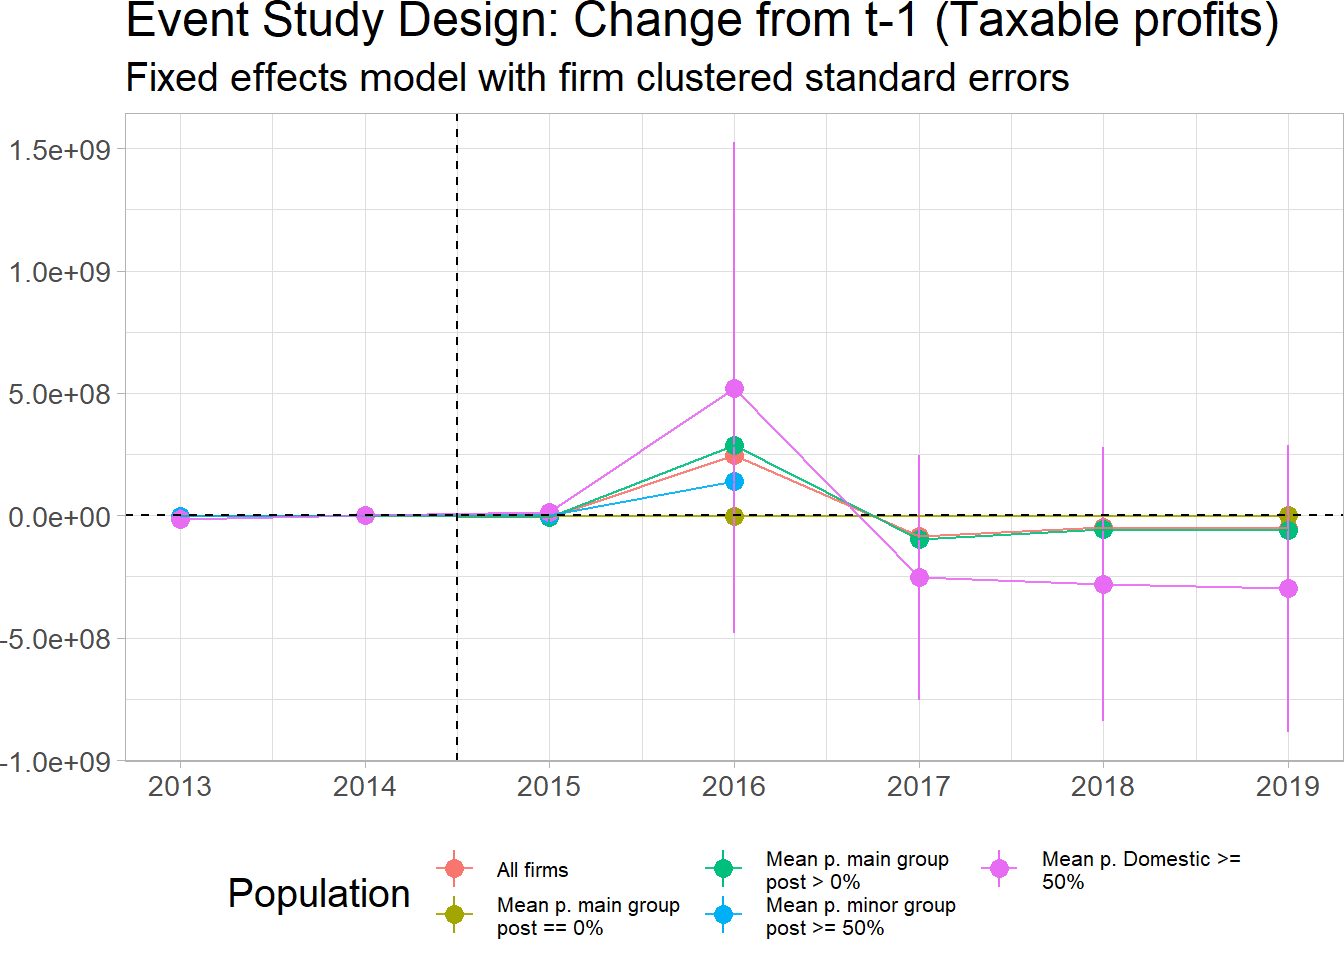 Event Study Design: Change from t-1 (Taxable profits)
Fixed effects model with firm clustered standard errors
1.5e+09
1.0e+09
5.0e+08
0.0e+00
-5.0e+08
-1.0e+09
2013 2014 2015 2016 2017 2018 2019
Population
All firms
Mean p. main group
post == 0%
Mean p. main group
post > 0%
Mean p. minor group
post >= 50%
Mean p. Domestic >=
50%